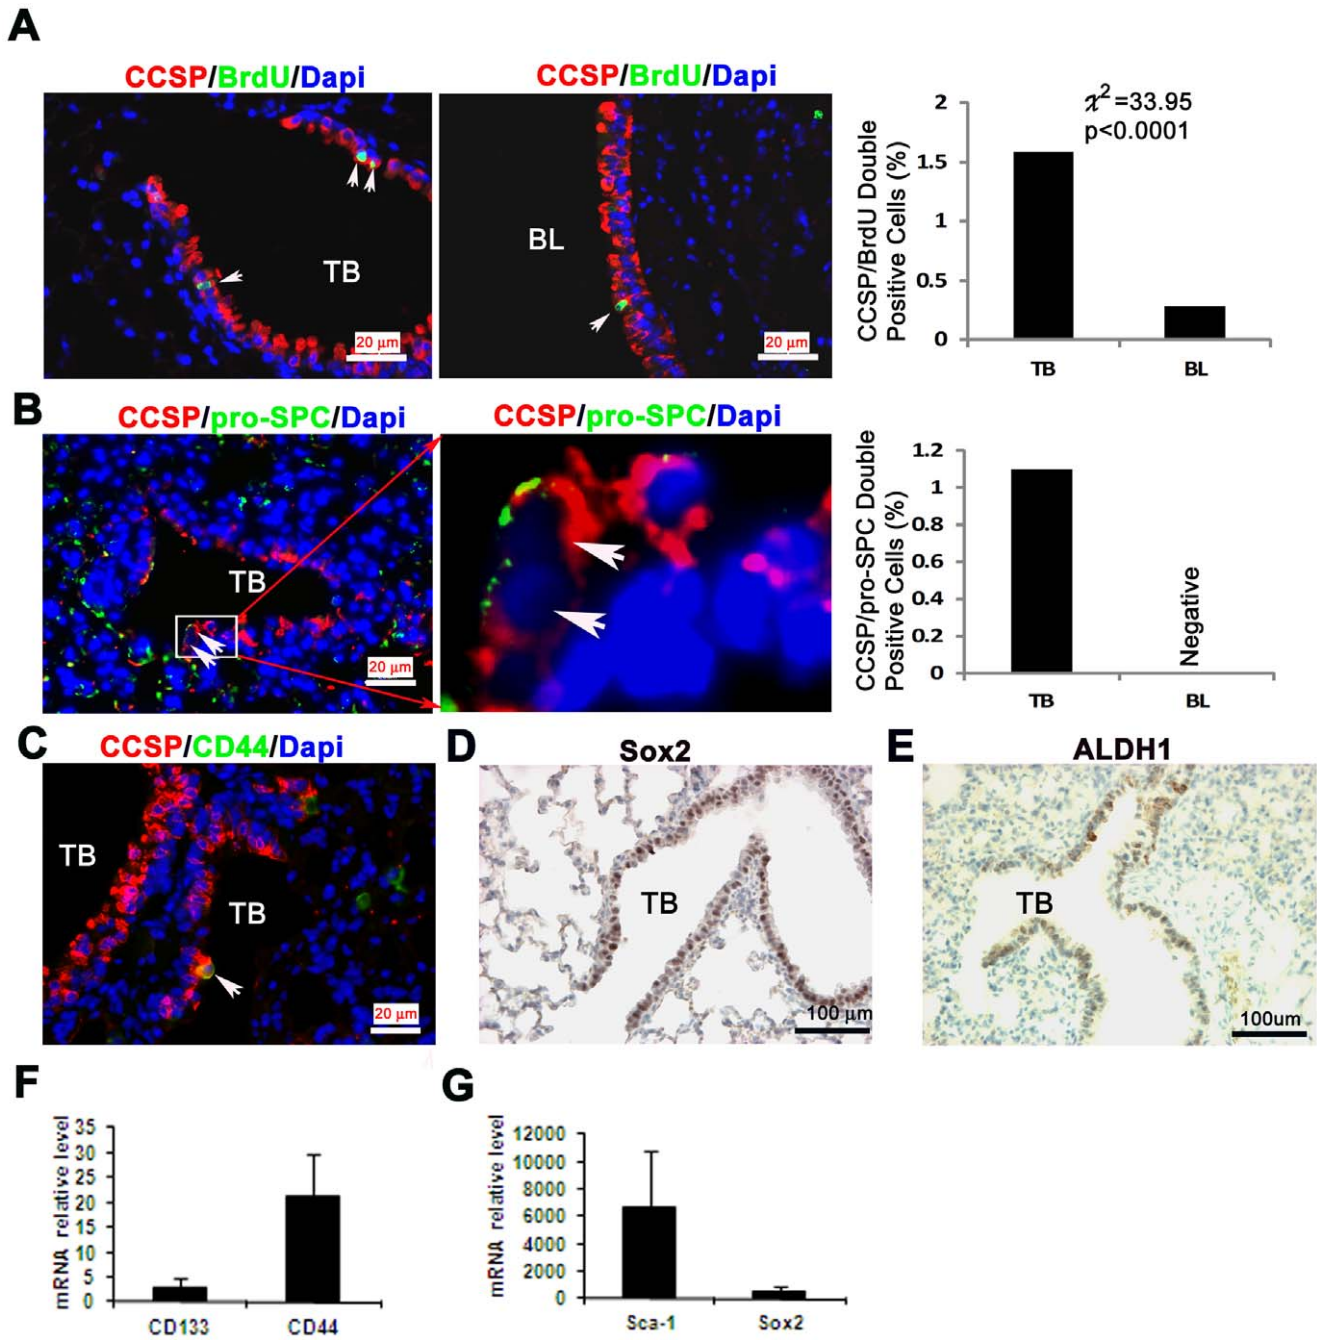 A
CCSP/BrdU/Dapi
CCSP/BrdU/Dapi
TB
20 µm
BL
20 µm
CCSP/BrdU Double
Positive Cells (%)
2
1.5
1
0.5
0
χ²=33.95
p<0.0001
TB
BL
B
CCSP/pro-SPC/Dapi
CCSP/pro-SPC/Dapi
TB
20 µm
CCSP/pro-SPC Double
Positive Cells (%)
1.2
1
0.8
0.6
0.4
0.2
0
Negative
TB
BL
C
CCSP/CD44/Dapi
TB
TB
20 µm
D
Sox2
TB
100 µm
E
ALDH1
TB
100um
F
mRNA relative level
35
30
25
20
15
10
5
0
CD133
CD44
G
mRNA relative level
12000
10000
8000
6000
4000
2000
0
Sca-1
Sox2